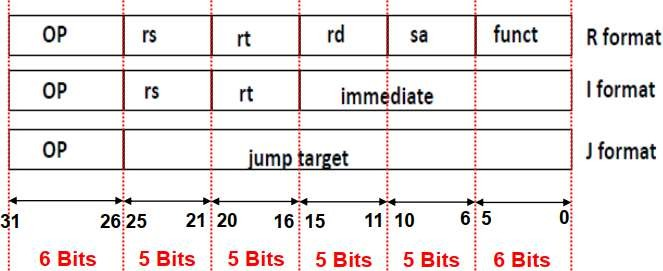 OP rs rt rd sa funct R format
OP rs rt immediate I format
OP jump target J format
31 26 25 21 20 16 15 11 10 6 5 0
6 Bits 5 Bits 5 Bits 5 Bits 5 Bits 6 Bits